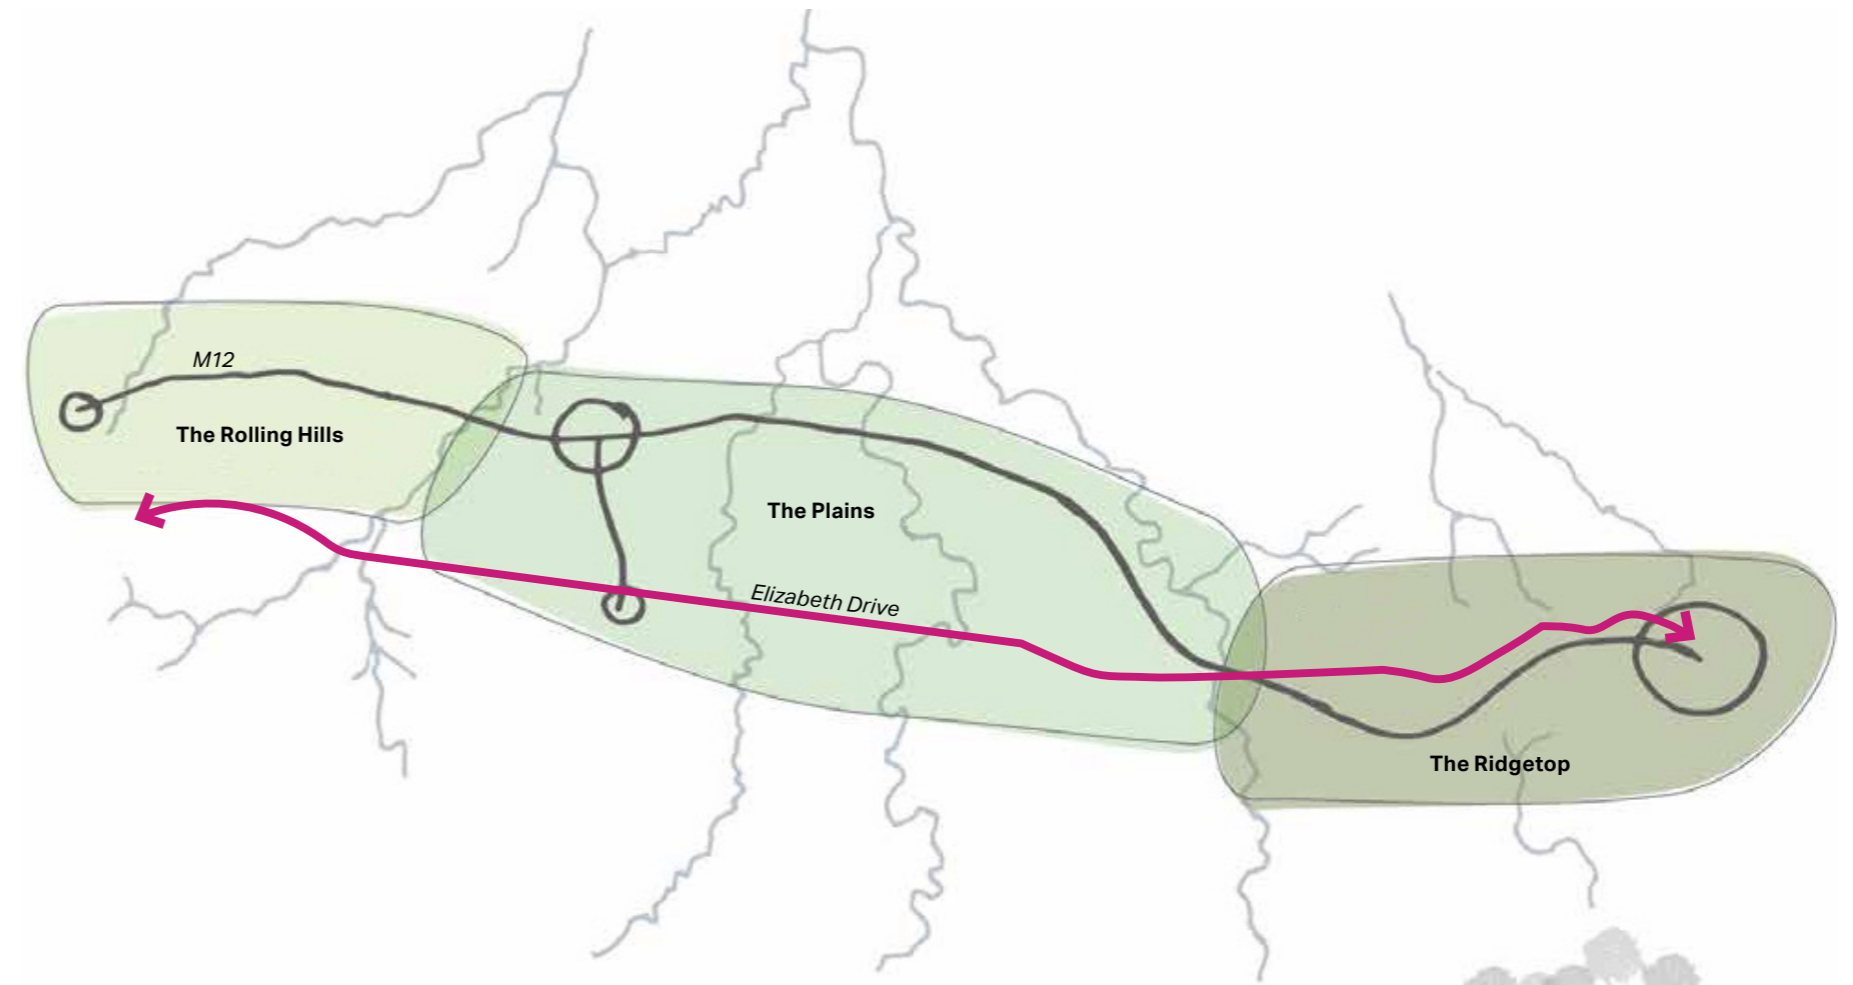 M12
The Rolling Hills
The Plains
Elizabeth Drive
The Ridgetop